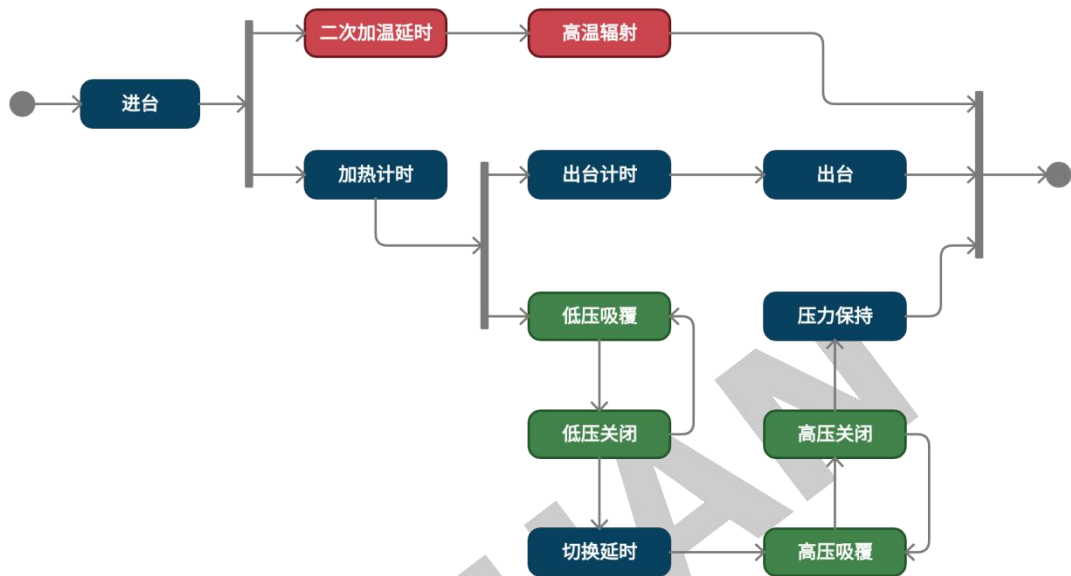 二次加温延时
高温辐射
进台
加热计时
出台计时
出台
低压吸覆
压力保持
低压关闭
高压关闭
切换延时
高压吸覆